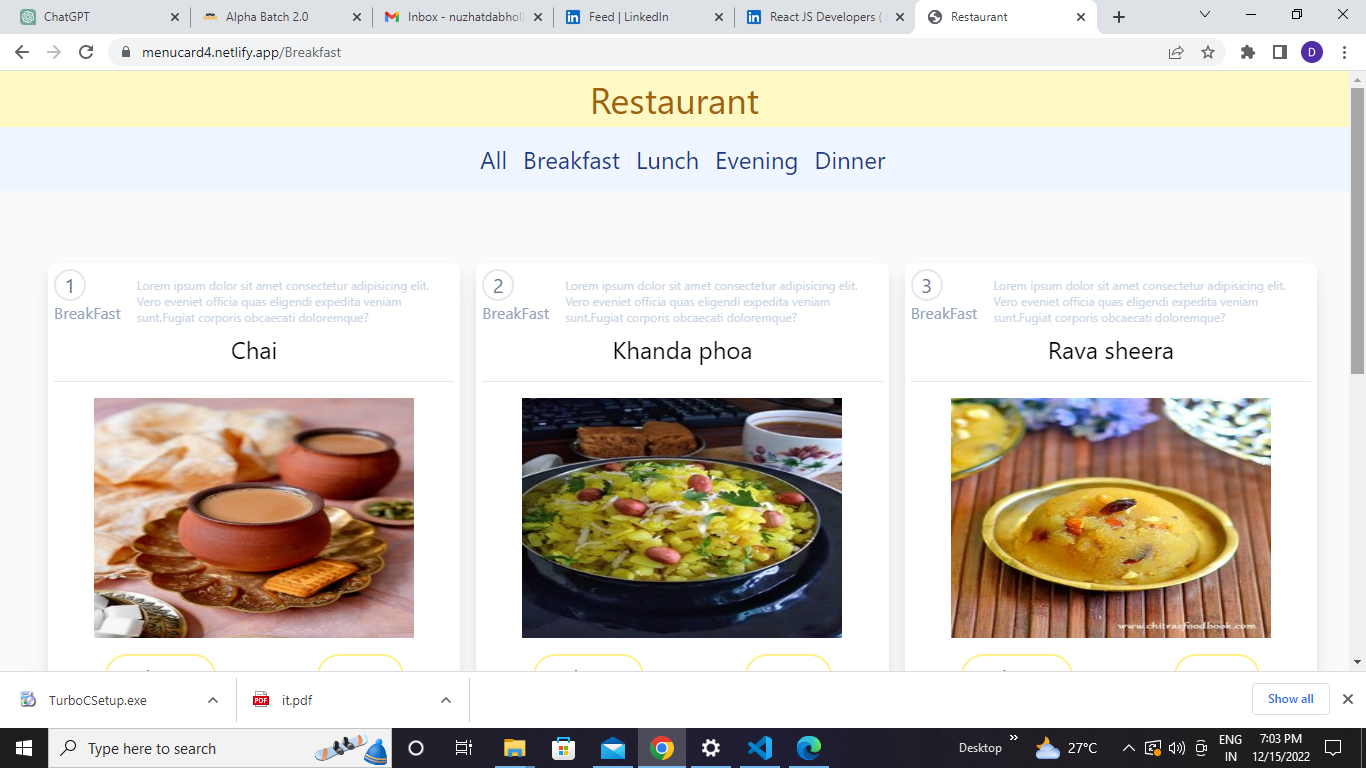 ChatGPT
Alpha Batch 2.0
Inbox - nuzhatdabhol
Feed | LinkedIn
React JS Developers (
Restaurant
menucard4.netlify.app/Breakfast
D
Restaurant
All Breakfast Lunch Evening Dinner
1
BreakFast
Lorem ipsum dolor sit amet consectetur adipisicing elit.
Vero eveniet officia quas eligendi expedita veniam
sunt.Fugiat corporis obcaecati doloremque?
Chai
2
BreakFast
Lorem ipsum dolor sit amet consectetur adipisicing elit.
Vero eveniet officia quas eligendi expedita veniam
sunt.Fugiat corporis obcaecati doloremque?
Khanda phoa
3
BreakFast
Lorem ipsum dolor sit amet consectetur adipisicing elit.
Vero eveniet officia quas eligendi expedita veniam
sunt.Fugiat corporis obcaecati doloremque?
Rava sheera
www.chitrasfoodbook.com
TurboCSetup.exe
PDF
it.pdf
Show all
Type here to search
Desktop
27°C
ENG
IN
7:03 PM
12/15/2022